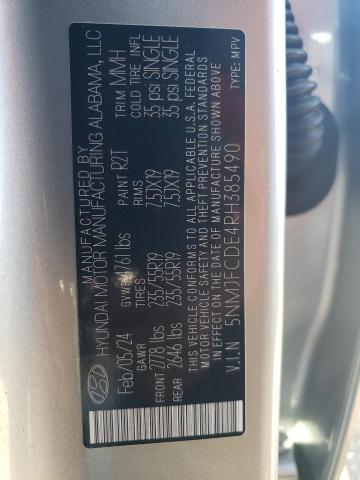 MANUFACTURED BY
HYUNDAI MOTOR MANUFACTURING ALABAMA, LLC
Feb/05/24 PAINT R2T TRIM MMH
GVWR 4761 lbs
GAWR TIRES RIMS COLD TIRE INFL
FRONT 2778 lbs 235/55R19 7.5JX19 35 psi SINGLE
REAR 2646 lbs 235/55R19 7.5JX19 35 psi SINGLE
THIS VEHICLE CONFORMS TO ALL APPLICABLE U.S.A. FEDERAL
MOTOR VEHICLE SAFETY AND THEFT PREVENTION STANDARDS
IN EFFECT ON THE DATE OF MANUFACTURE SHOWN ABOVE.
V.I.N 5NMJFCDE4RH385490 TYPE: MPV